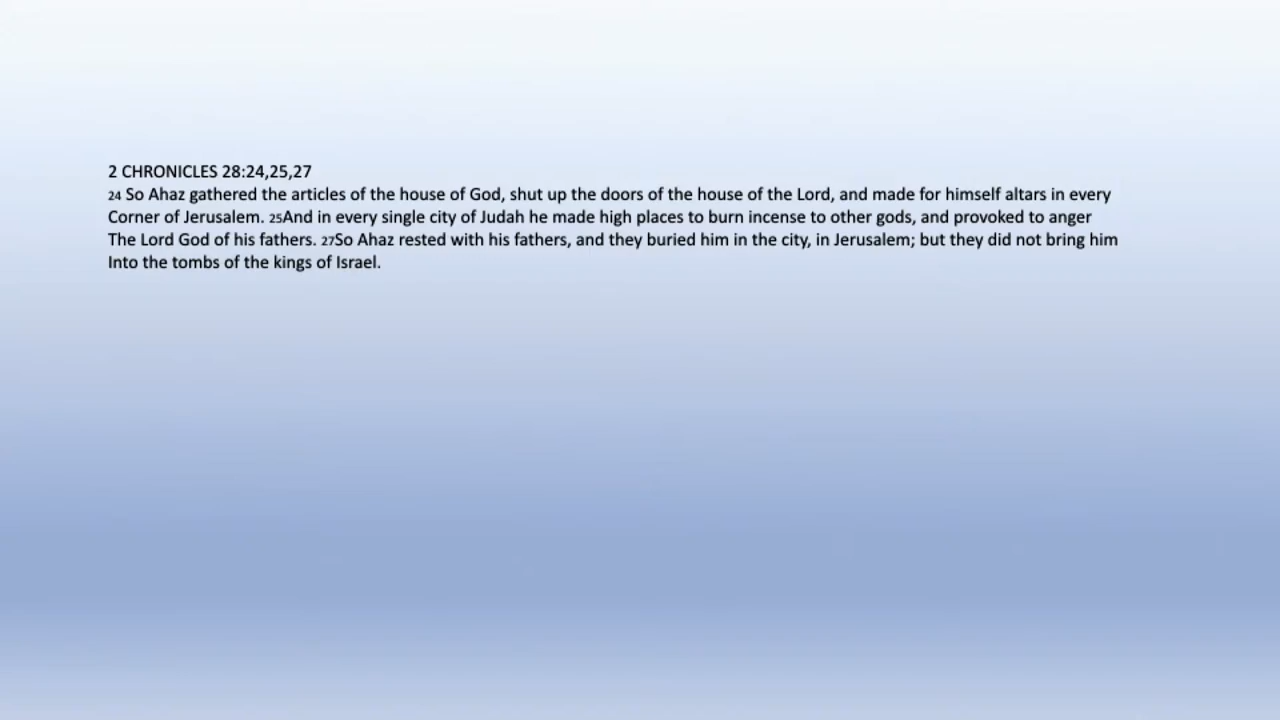 2 CHRONICLES 28:24,25,27
24 So Ahaz gathered the articles of the house of God, shut up the doors of the house of the Lord, and made for himself altars in every
Corner of Jerusalem. 25And in every single city of Judah he made high places to burn incense to other gods, and provoked to anger
The Lord God of his fathers. 27So Ahaz rested with his fathers, and they buried him in the city, in Jerusalem; but they did not bring him
Into the tombs of the kings of Israel.